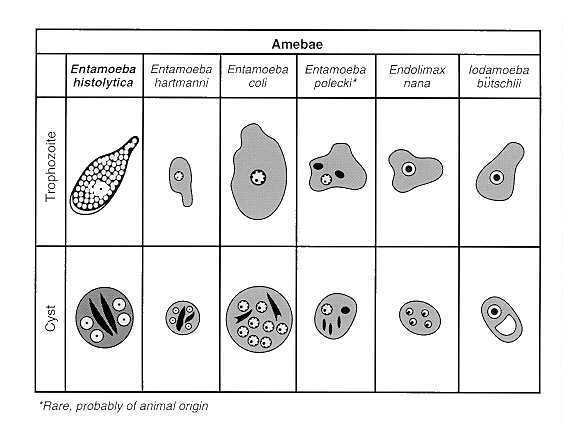 Amebae
Entamoeba histolytica
Entamoeba hartmanni
Entamoeba coli
Entamoeba polecki*
Endolimax nana
Iodamoeba bütschlii
Trophozoite
Cyst
*Rare, probably of animal origin